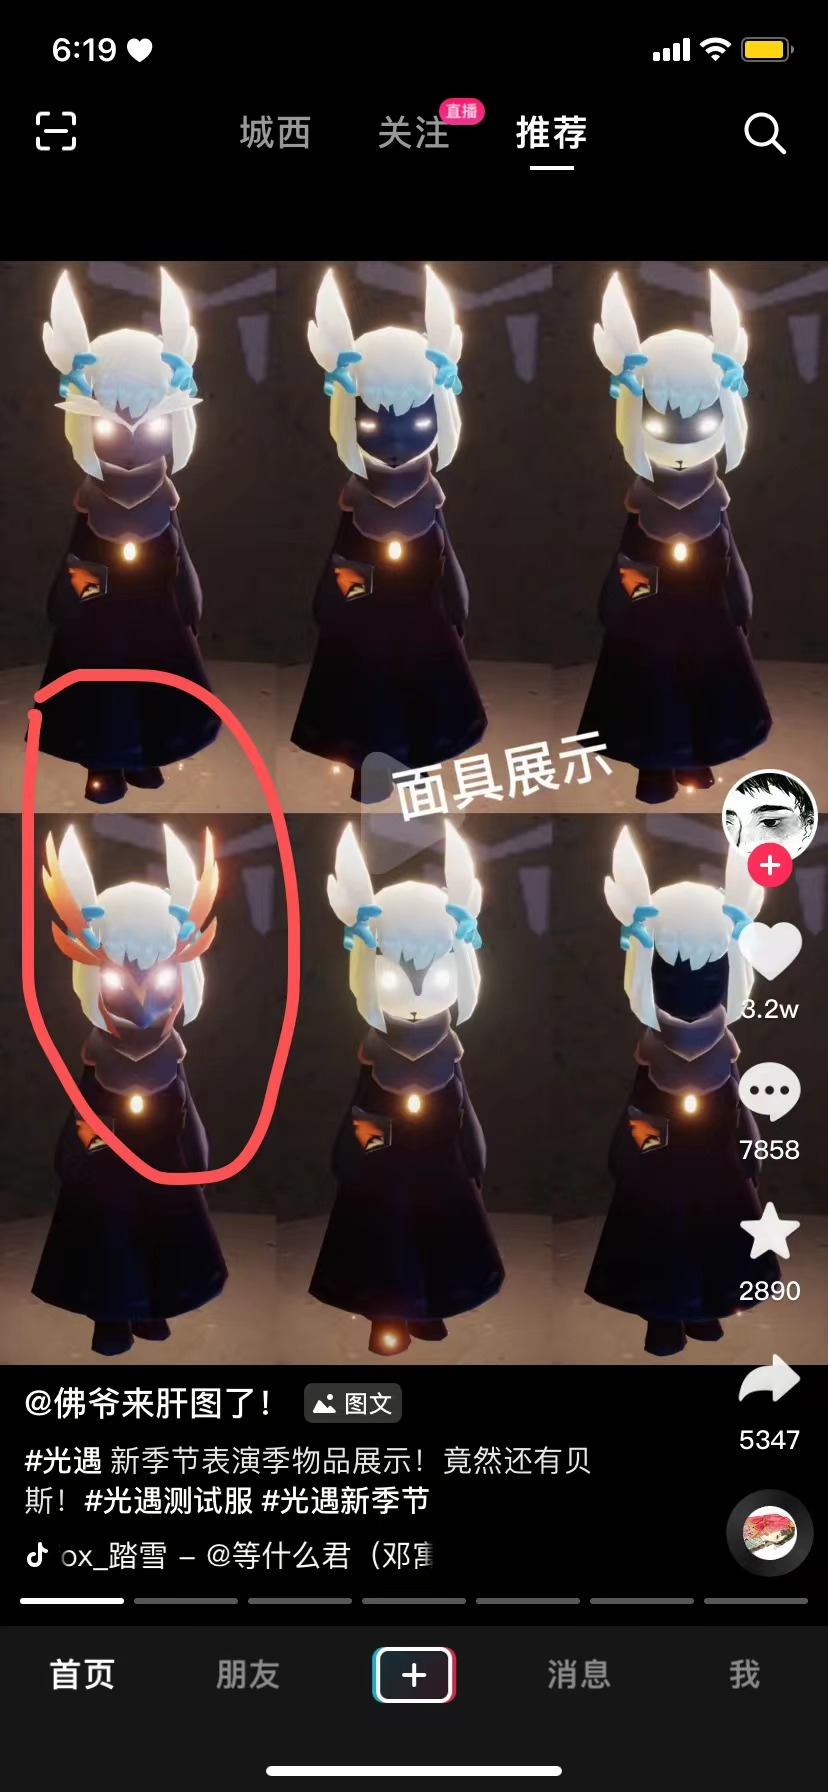 6:19
城西 关注 直播 推荐
面具展示
3.2w
7858
2890
5347
@佛爷来肝图了！ 图文
#光遇 新季节表演季物品展示！竟然还有贝
斯！#光遇测试服 #光遇新季节
ox_踏雪 – @等什么君（邓寓
首页 朋友 消息 我